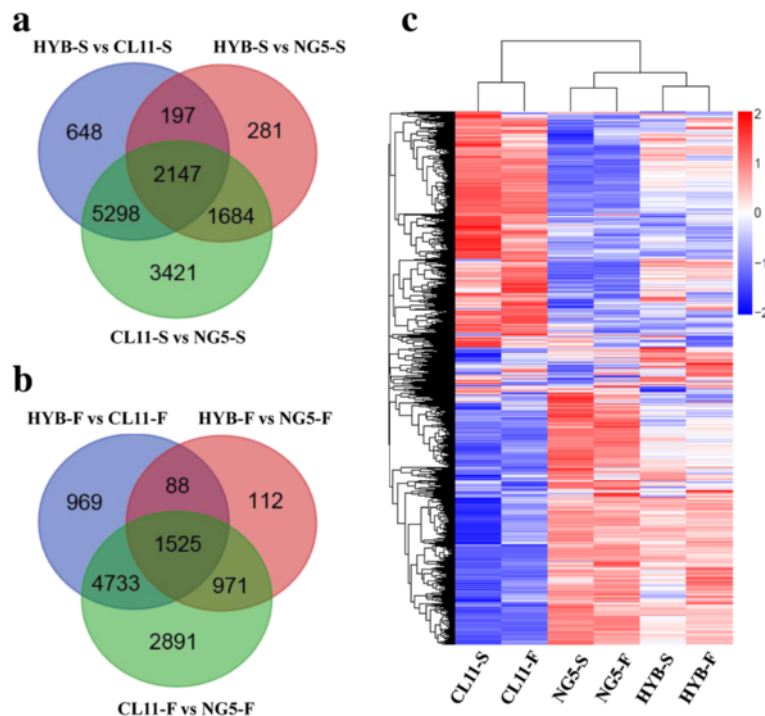 a
HYB-S vs CL11-S
HYB-S vs NG5-S
648
197
281
2147
5298
1684
3421
CL11-S vs NG5-S
b
HYB-F vs CL11-F
HYB-F vs NG5-F
969
88
112
1525
4733
971
2891
CL11-F vs NG5-F
c
2
1
0
−1
−2
CL11-S
CL11-F
NG5-S
NG5-F
HYB-S
HYB-F